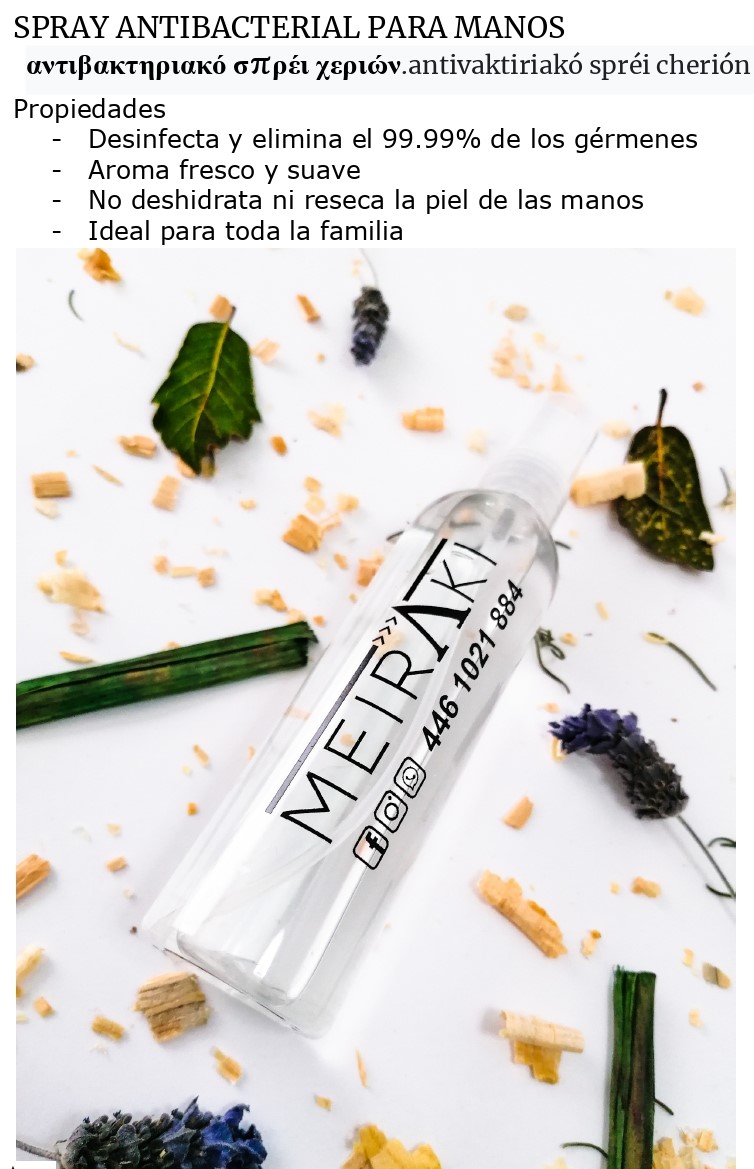 SPRAY ANTIBACTERIAL PARA MANOS
αντιβακτηριακό σπρέι χεριών.antivaktiriakó spréi cherión
Propiedades
- Desinfecta y elimina el 99.99% de los gérmenes
- Aroma fresco y suave
- No deshidrata ni reseca la piel de las manos
- Ideal para toda la familia
MEIRΛKI
446 1021 884